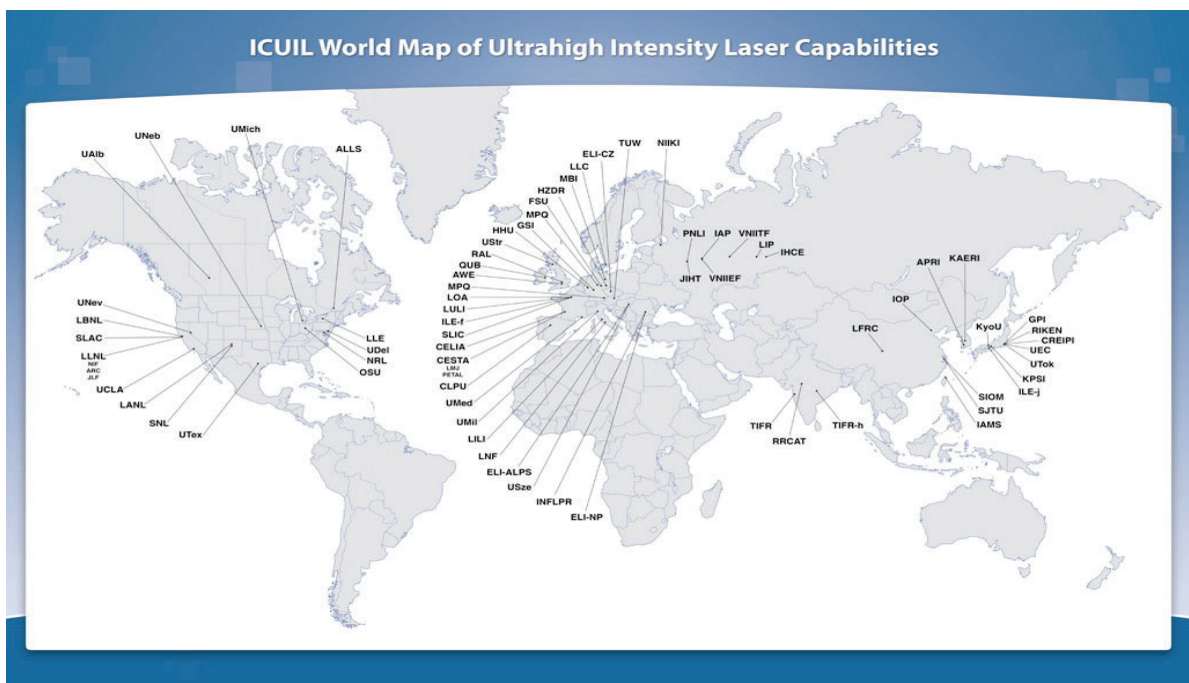 ICUIL World Map of Ultrahigh Intensity Laser Capabilities
UAlb
UNeb
UMich
ALLS
UNev
LBNL
SLAC
LLNL
NIF
ARC
JLF
UCLA
LANL
SNL
UTex
LLE
UDel
NRL
OSU
TUW
NIIKI
ELI-CZ
LLC
MBI
HZDR
FSU
MPQ
GSI
HHU
UStr
RAL
QUB
AWE
MPQ
LOA
LULI
ILE-f
SLIC
CELIA
CESTA
LMJ
PETAL
CLPU
UMed
UMil
LILI
LNF
ELI-ALPS
USze
INFLPR
ELI-NP
PNLI
IAP
VNIITF
LIP
IHCE
JIHT
VNIIEF
APRI
KAERI
IOP
LFRC
KyoU
GPI
RIKEN
CREIPI
UEC
UTok
KPSI
ILE-j
SIOM
SJTU
IAMS
TIFR
RRCAT
TIFR-h